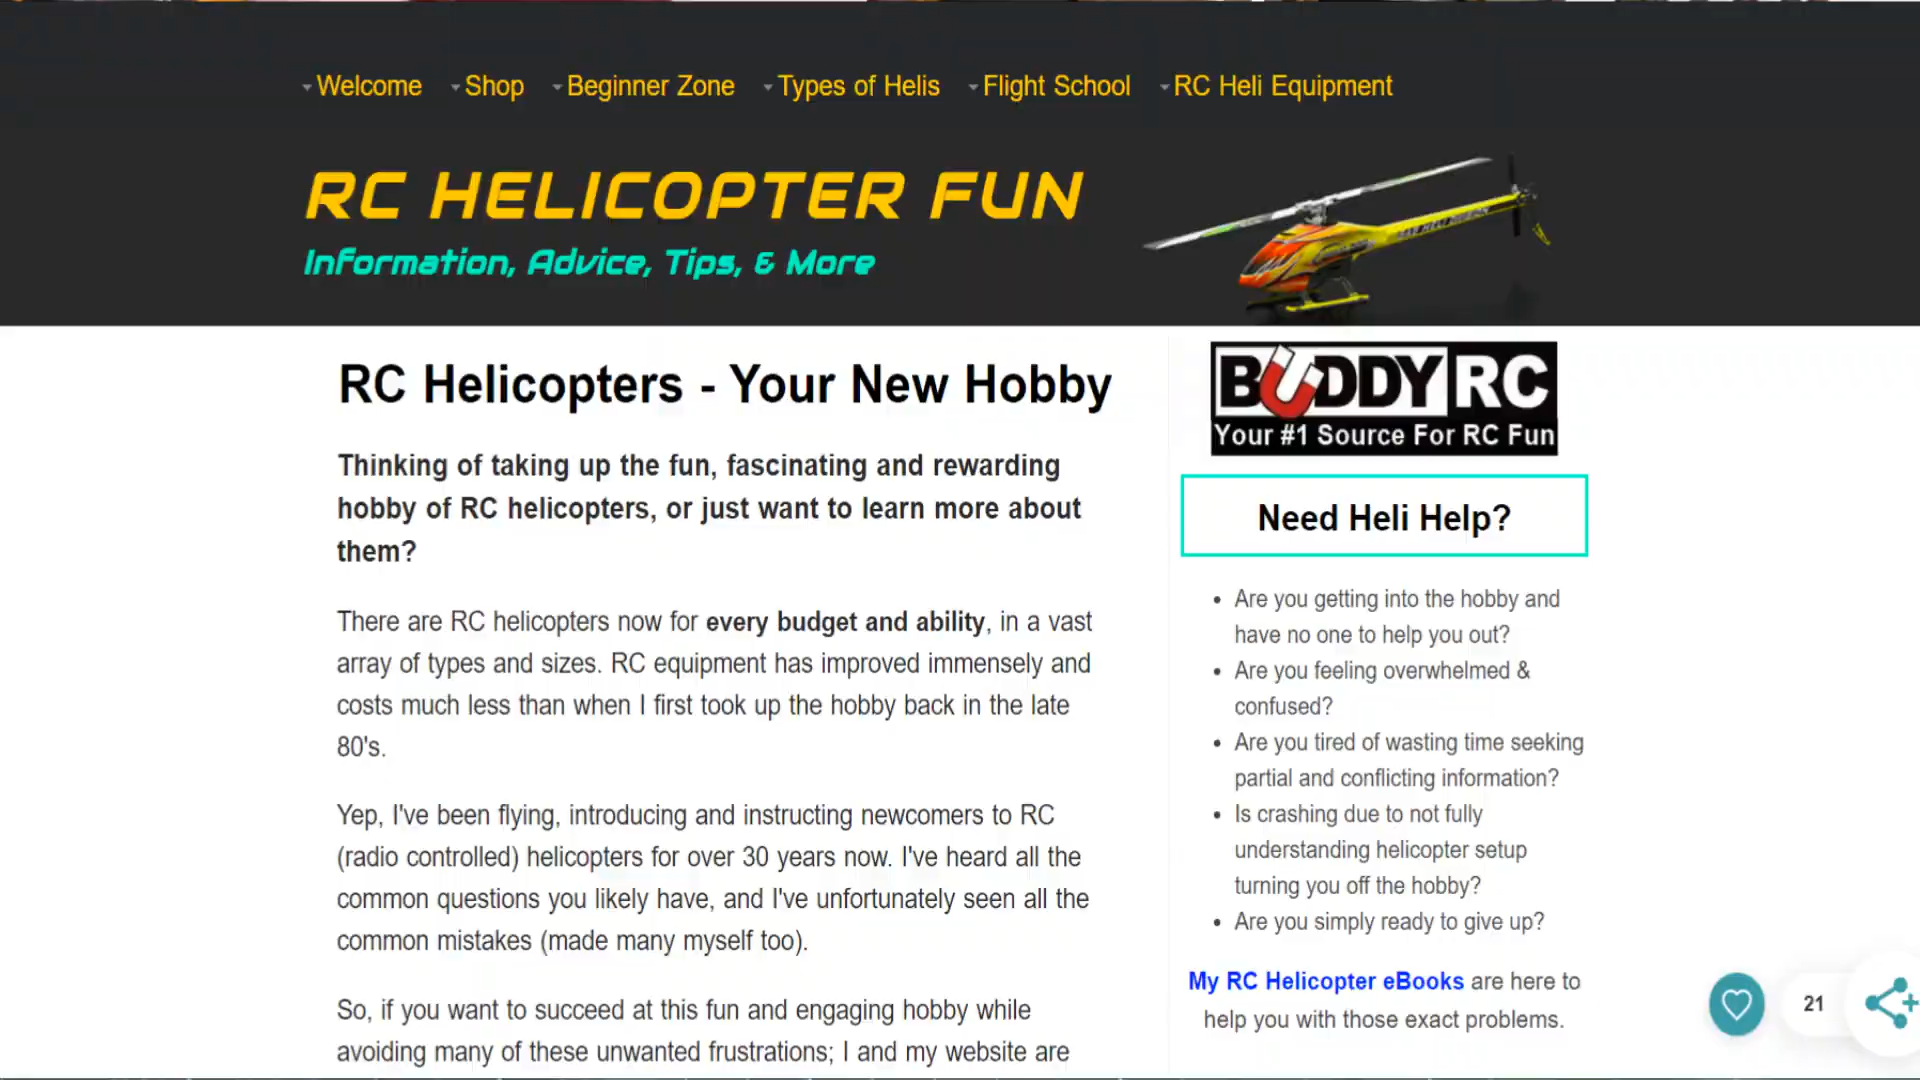 Welcome Shop Beginner Zone Types of Helis Flight School RC Heli Equipment
RC HELICOPTER FUN
Information, Advice, Tips, & More
RC Helicopters - Your New Hobby
Thinking of taking up the fun, fascinating and rewarding
hobby of RC helicopters, or just want to learn more about
them?
There are RC helicopters now for every budget and ability, in a vast
array of types and sizes. RC equipment has improved immensely and
costs much less than when I first took up the hobby back in the late
80's.
Yep, I've been flying, introducing and instructing newcomers to RC
(radio controlled) helicopters for over 30 years now. I've heard all the
common questions you likely have, and I've unfortunately seen all the
common mistakes (made many myself too).
So, if you want to succeed at this fun and engaging hobby while
avoiding many of these unwanted frustrations; I and my website are
BUDDY RC
Your #1 Source For RC Fun
Need Heli Help?
Are you getting into the hobby and
have no one to help you out?
Are you feeling overwhelmed &
confused?
Are you tired of wasting time seeking
partial and conflicting information?
Is crashing due to not fully
understanding helicopter setup
turning you off the hobby?
Are you simply ready to give up?
My RC Helicopter eBooks are here to
help you with those exact problems.
21